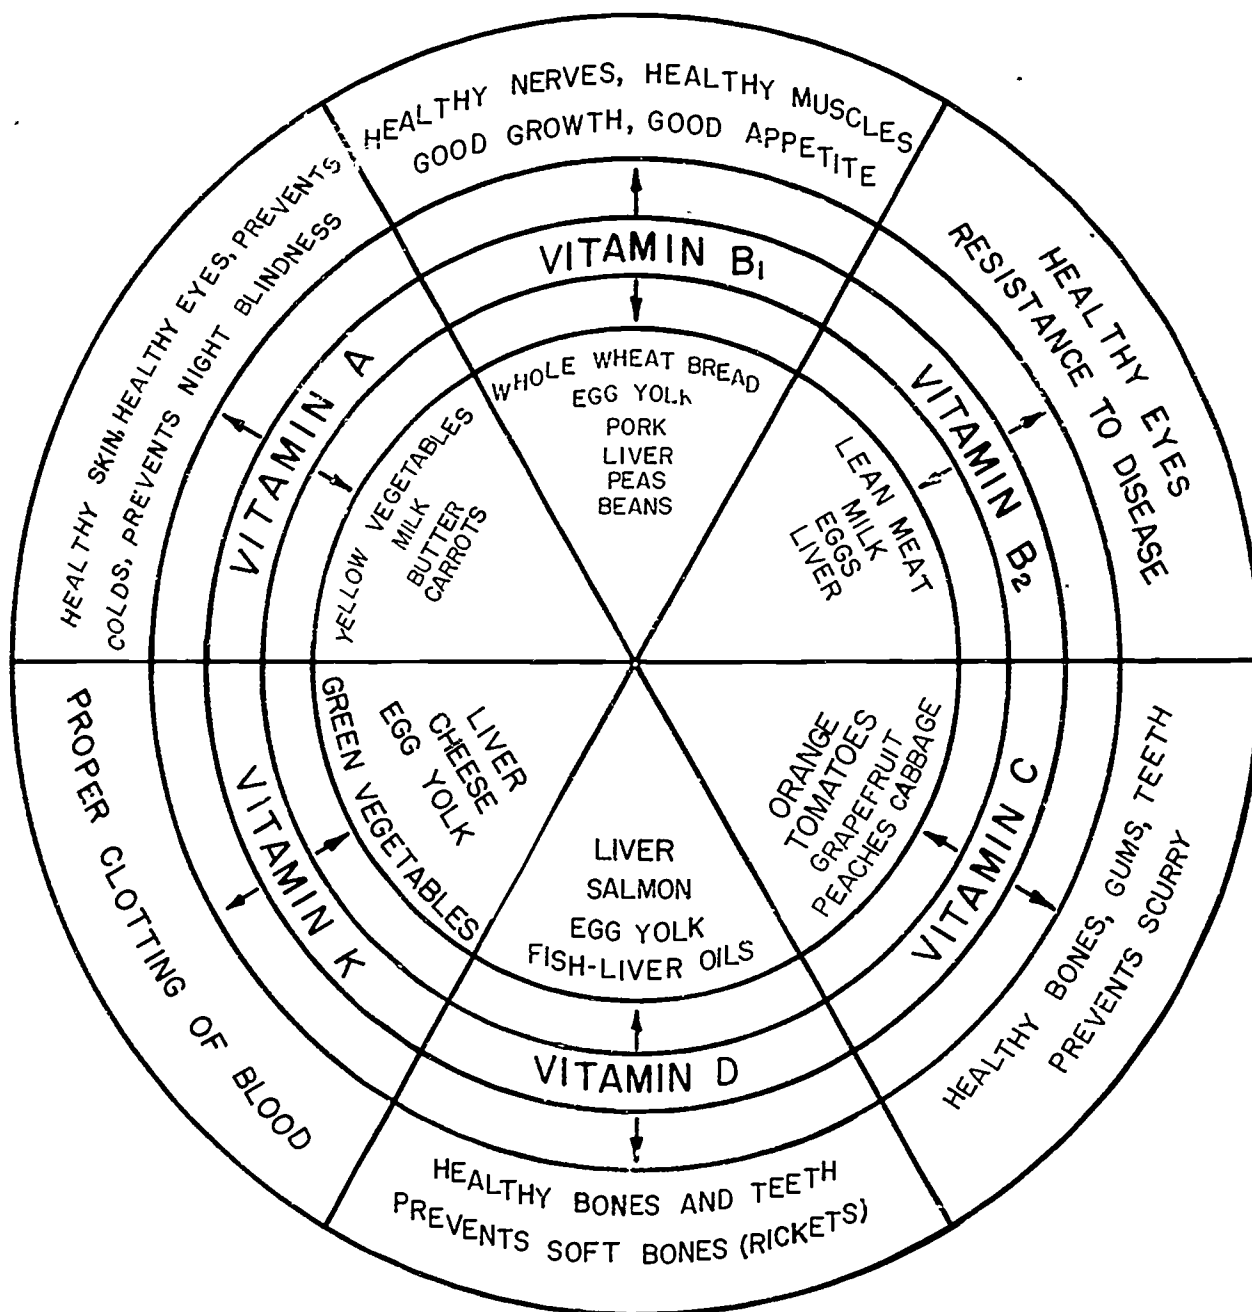 HEALTHY NERVES, HEALTHY MUSCLES
GOOD GROWTH, GOOD APPETITE
VITAMIN B1
WHOLE WHEAT BREAD
EGG YOLK
PORK
LIVER
PEAS
BEANS
HEALTHY EYES
RESISTANCE TO DISEASE
VITAMIN B2
LEAN MEAT
MILK
EGGS
LIVER
HEALTHY BONES, GUMS, TEETH
PREVENTS SCURRY
VITAMIN C
ORANGE
TOMATOES
GRAPEFRUIT
PEACHES CABBAGE
LIVER
SALMON
EGG YOLK
FISH-LIVER OILS
VITAMIN D
HEALTHY BONES AND TEETH
PREVENTS SOFT BONES (RICKETS)
LIVER
CHEESE
EGG YOLK
GREEN VEGETABLES
VITAMIN K
PROPER CLOTTING OF BLOOD
HEALTHY SKIN, HEALTHY EYES, PREVENTS
COLDS, PREVENTS NIGHT BLINDNESS
VITAMIN A
YELLOW VEGETABLES
MILK
BUTTER
CARROTS